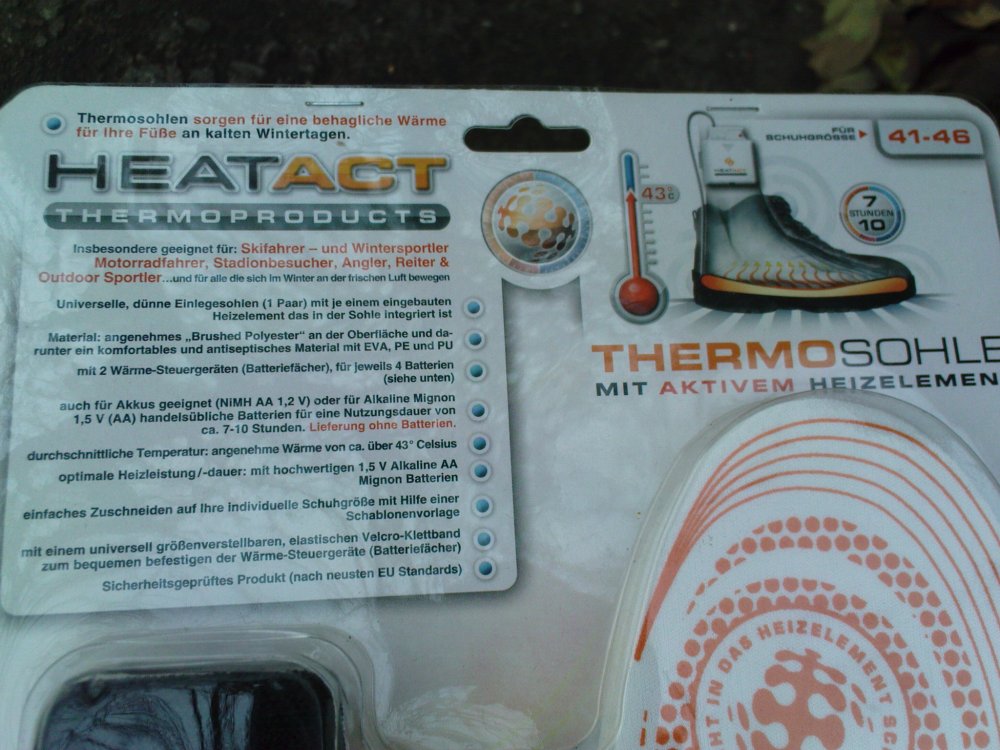 Thermosohlen sorgen für eine behagliche Wärme
für Ihre Füße an kalten Wintertagen.
HEATACT
THERMOPRODUCTS
Insbesondere geeignet für: Skifahrer – und Wintersportler
Motorradfahrer, Stadionbesucher, Angler, Reiter &
Outdoor Sportler...und für alle die sich im Winter an der frischen Luft bewegen
Universelle, dünne Einlegesohlen (1 Paar) mit je einem eingebauten
Heizelement das in der Sohle integriert ist
Material: angenehmes „Brushed Polyester“ an der Oberfläche und da-
runter ein komfortables und antiseptisches Material mit EVA, PE und PU
mit 2 Wärme-Steuergeräten (Batteriefächer), für jeweils 4 Batterien
(siehe unten)
auch für Akkus geeignet (NiMH AA 1,2 V) oder für Alkaline Mignon
1,5 V (AA) handelsübliche Batterien für eine Nutzungsdauer von
ca. 7-10 Stunden. Lieferung ohne Batterien.
durchschnittliche Temperatur: angenehme Wärme von ca. über 43° Celsius
optimale Heizleistung/-dauer: mit hochwertigen 1,5 V Alkaline AA
Mignon Batterien
einfaches Zuschneiden auf Ihre individuelle Schuhgröße mit Hilfe einer
Schablonenvorlage
mit einem universell größenverstellbaren, elastischen Velcro-Klettband
zum bequemen befestigen der Wärme-Steuergeräte (Batteriefächer)
Sicherheitsgeprüftes Produkt (nach neusten EU Standards)
FÜR
SCHUHGRÖSSE
41-46
HEATACT
43°C
7
STUNDEN
10
THERMOSOHLE
MIT AKTIVEM HEIZELEMEN
HT IN DAS HEIZELEMENT SC